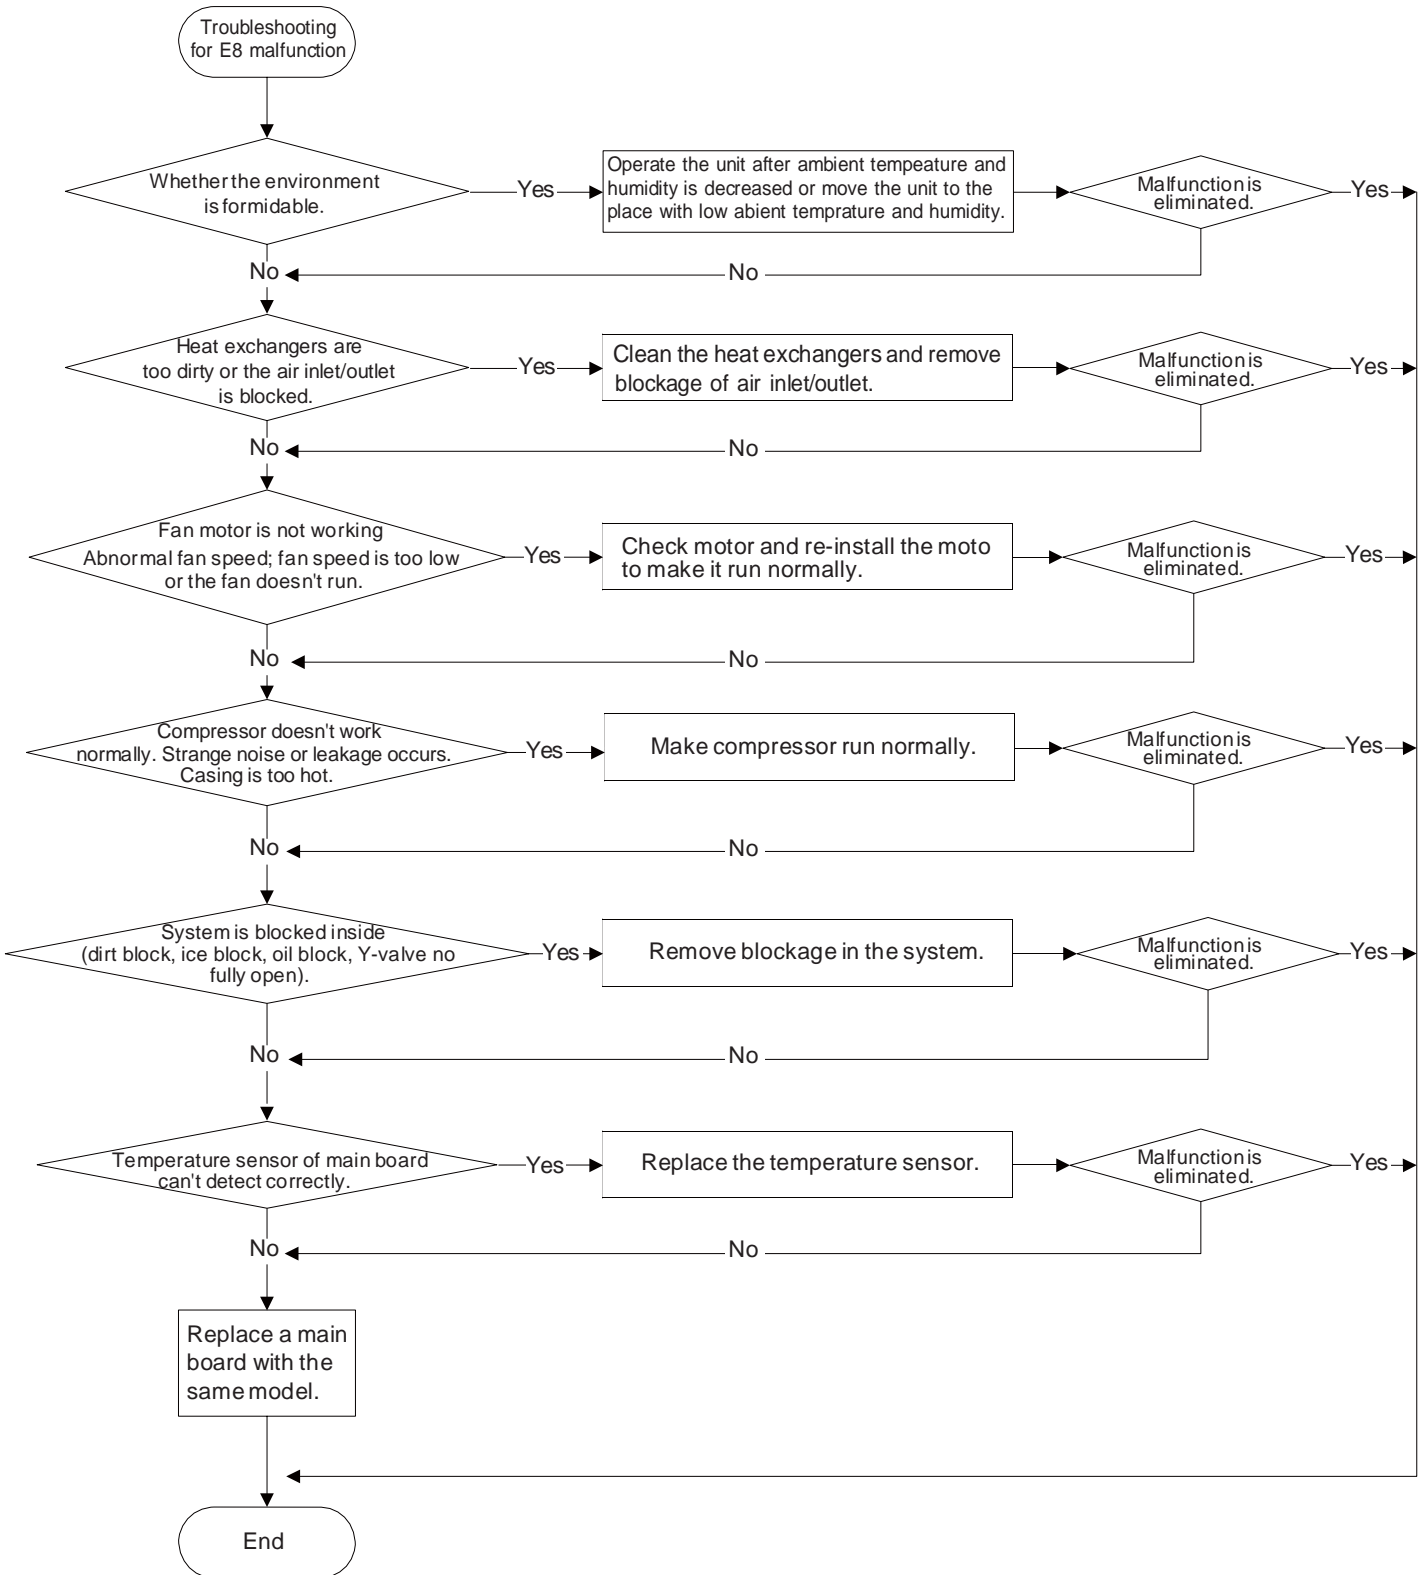 Troubleshooting
for E8 malfunction
Whether the environment
is formidable.
Yes
Operate the unit after ambient tempeature and
humidity is decreased or move the unit to the
place with low abient temprature and humidity.
Malfunction is
eliminated.
Yes
No
No
Heat exchangers are
too dirty or the air inlet/outlet
is blocked.
Yes
Clean the heat exchangers and remove
blockage of air inlet/outlet.
Malfunction is
eliminated.
Yes
No
No
Fan motor is not working
Abnormal fan speed; fan speed is too low
or the fan doesn't run.
Yes
Check motor and re-install the moto
to make it run normally.
Malfunction is
eliminated.
Yes
No
No
Compressor doesn't work
normally. Strange noise or leakage occurs.
Casing is too hot.
Yes
Make compressor run normally.
Malfunction is
eliminated.
Yes
No
No
System is blocked inside
(dirt block, ice block, oil block, Y-valve no
fully open).
Yes
Remove blockage in the system.
Malfunction is
eliminated.
Yes
No
No
Temperature sensor of main board
can't detect correctly.
Yes
Replace the temperature sensor.
Malfunction is
eliminated.
Yes
No
No
Replace a main
board with the
same model.
End